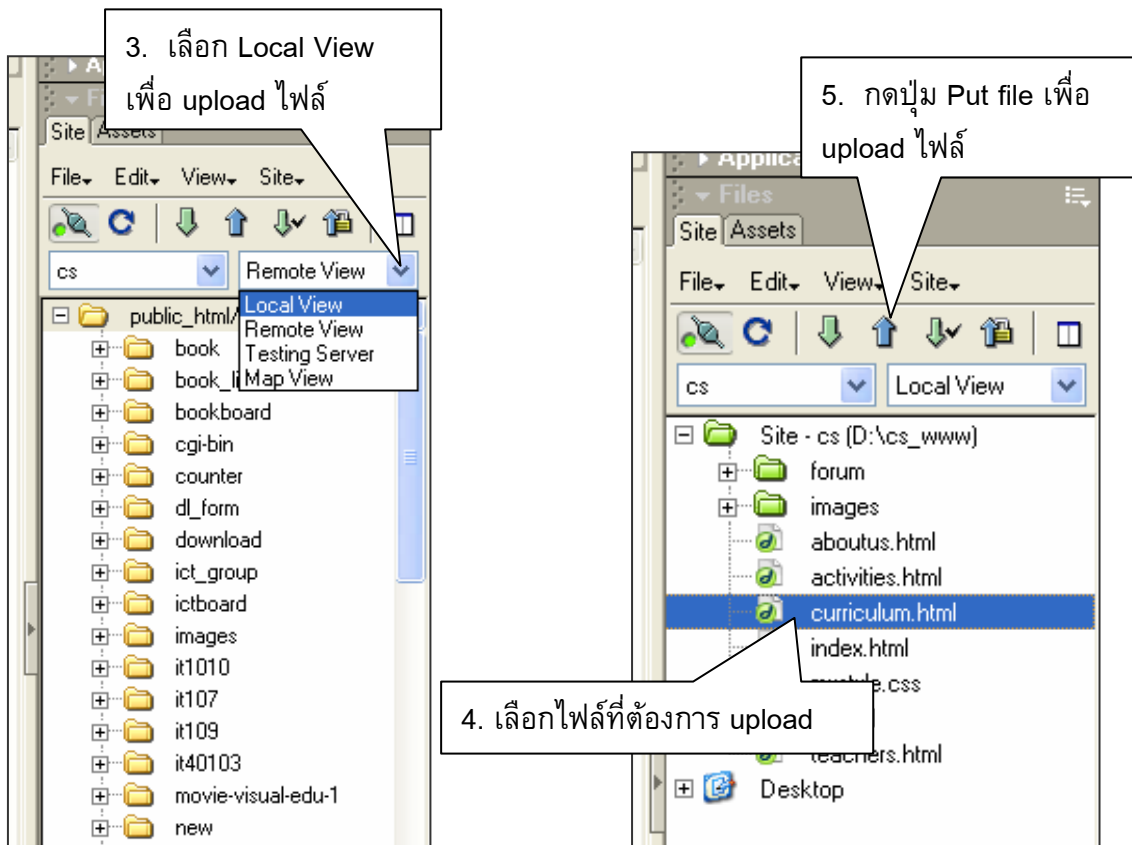 3. เลือก Local View
เพื่อ upload ไฟล์
Site Assets
File Edit View Site
cs Remote View
Local View
Remote View
Testing Server
Map View
public_html/
book
book_li
bookboard
cgi-bin
counter
dl_form
download
ict_group
ictboard
images
it1010
it107
it109
it40103
movie-visual-edu-1
new
5. กดปุ่ม Put file เพื่อ
upload ไฟล์
Applica
Files
Site Assets
File Edit View Site
cs Local View
Site - cs (D:\cs_www)
forum
images
aboutus.html
activities.html
curriculum.html
index.html
mystyle.css
4. เลือกไฟล์ที่ต้องการ upload
teachers.html
Desktop